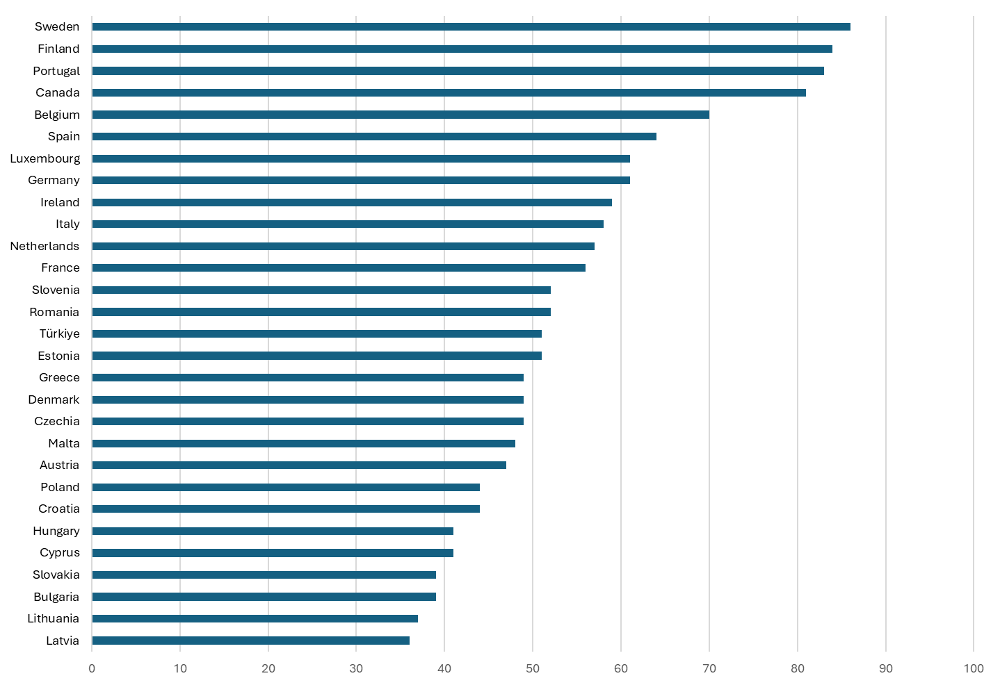 Sweden
Finland
Portugal
Canada
Belgium
Spain
Luxembourg
Germany
Ireland
Italy
Netherlands
France
Slovenia
Romania
Türkiye
Estonia
Greece
Denmark
Czechia
Malta
Austria
Poland
Croatia
Hungary
Cyprus
Slovakia
Bulgaria
Lithuania
Latvia
0 10 20 30 40 50 60 70 80 90 100